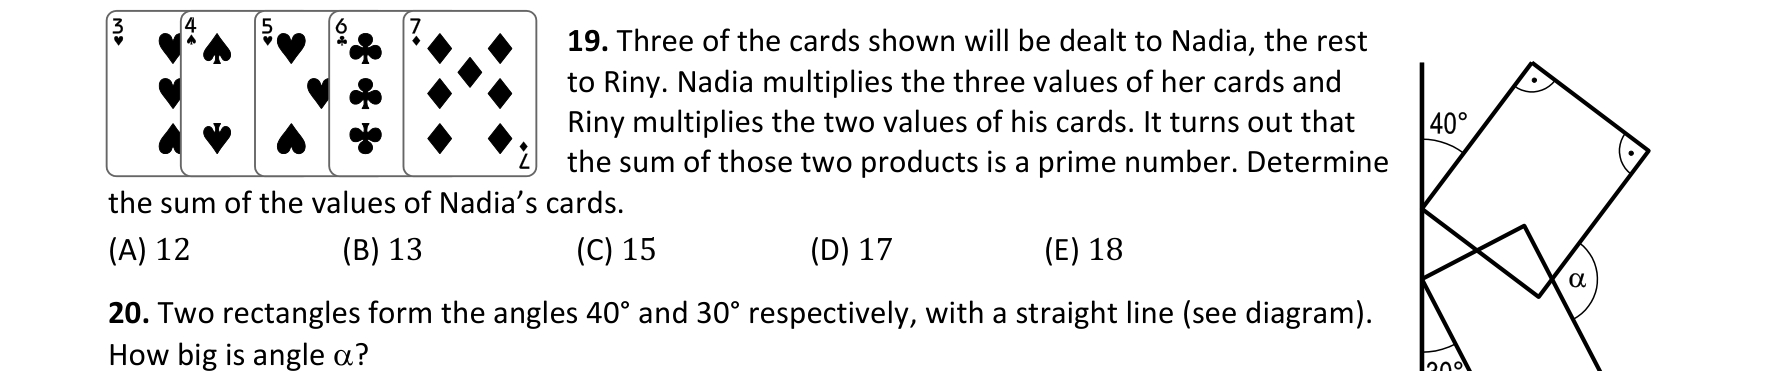 3 4 5 6 7
7
19. Three of the cards shown will be dealt to Nadia, the rest
to Riny. Nadia multiplies the three values of her cards and
Riny multiplies the two values of his cards. It turns out that
the sum of those two products is a prime number. Determine
the sum of the values of Nadia’s cards.
(A) 12 (B) 13 (C) 15 (D) 17 (E) 18
20. Two rectangles form the angles 40° and 30° respectively, with a straight line (see diagram).
How big is angle α?
40°
α
30°